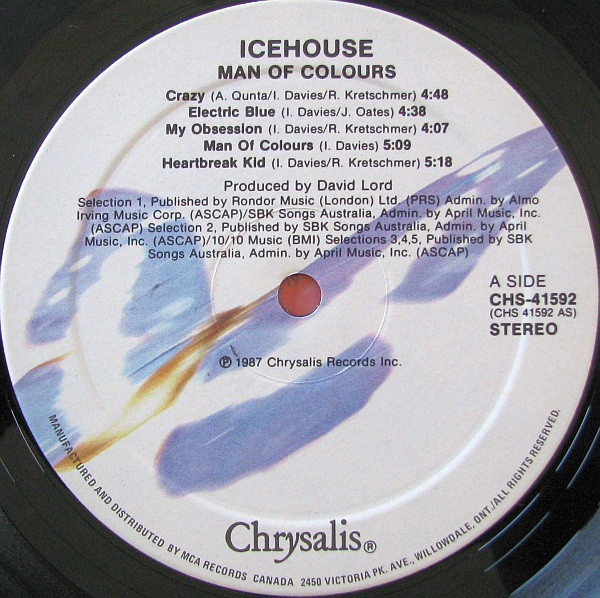 ICEHOUSE
MAN OF COLOURS
Crazy (A. Qunta/I. Davies/R. Kretschmer) 4:48
Electric Blue (I. Davies/J. Oates) 4:38
My Obsession (I. Davies/R. Kretschmer) 4:07
Man Of Colours (I. Davies) 5:09
Heartbreak Kid (I. Davies/R. Kretschmer) 5:18
Produced by David Lord
Selection 1, Published by Rondor Music (London) Ltd. (PRS) Admin. by Almo
Irving Music Corp. (ASCAP)/SBK Songs Australia, Admin. by April Music, Inc.
(ASCAP) Selection 2, Published by SBK Songs Australia, Admin. by April
Music, Inc. (ASCAP)/10/10 Music (BMI) Selections 3,4,5, Published by SBK
Songs Australia, Admin. by April Music, Inc. (ASCAP)
A SIDE
CHS-41592
(CHS 41592 AS)
STEREO
℗ 1987 Chrysalis Records Inc.
Chrysalis®
MANUFACTURED AND DISTRIBUTED BY MCA RECORDS CANADA 2450 VICTORIA PK. AVE., WILLOWDALE, ONT./ALL RIGHTS RESERVED.